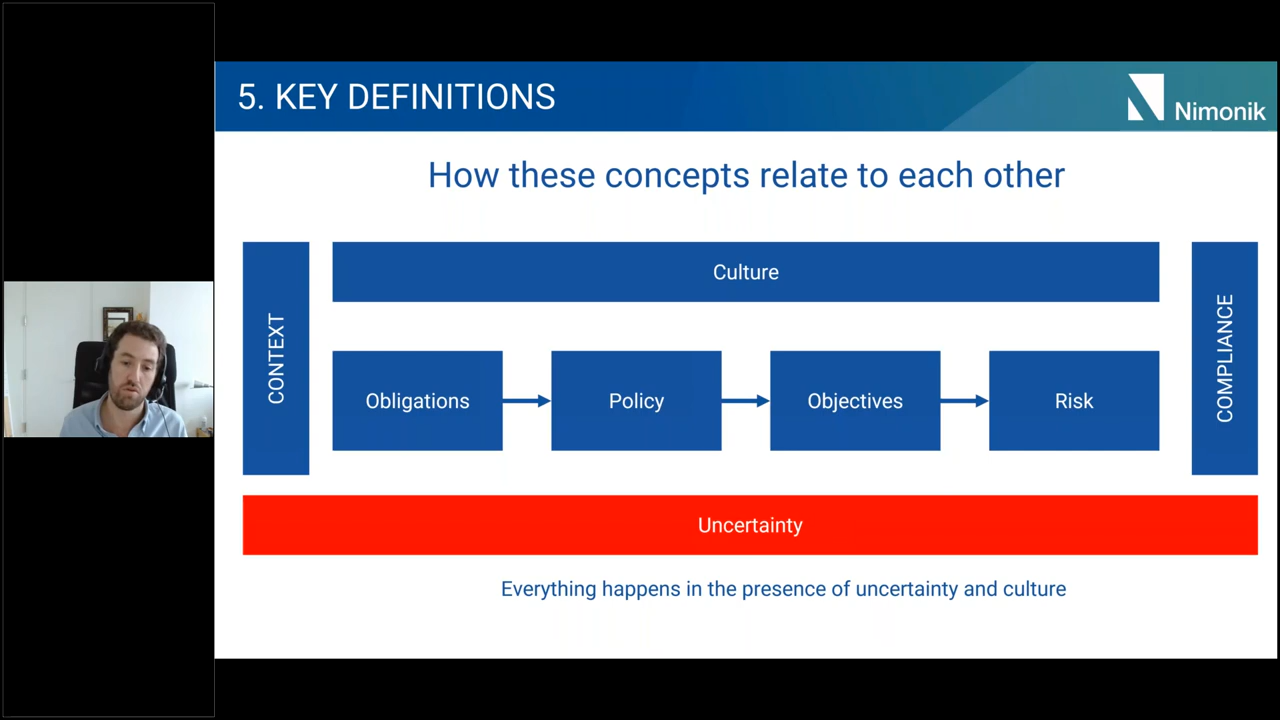 5. KEY DEFINITIONS
Nimonik
How these concepts relate to each other
CONTEXT
Culture
COMPLIANCE
Obligations
Policy
Objectives
Risk
Uncertainty
Everything happens in the presence of uncertainty and culture